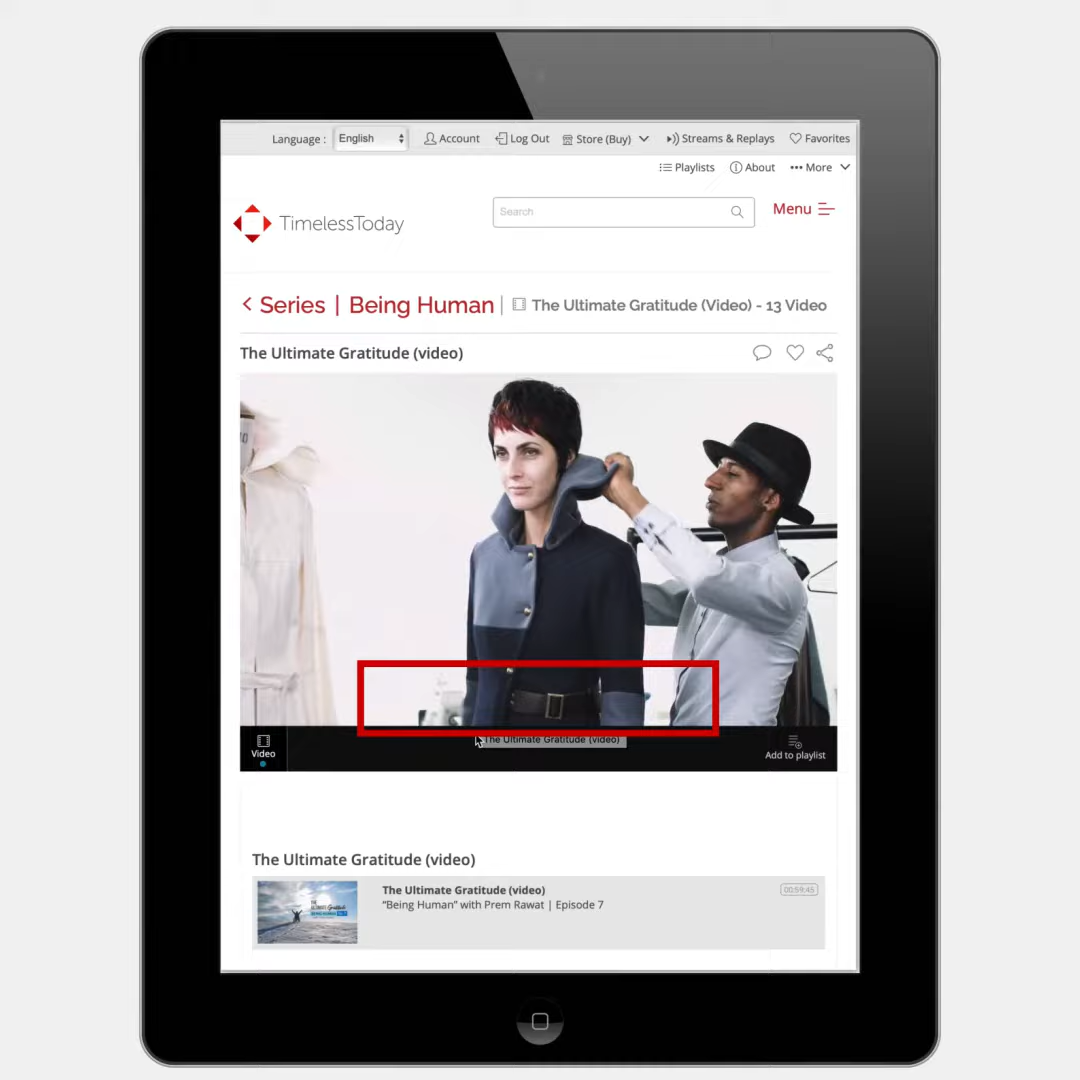 Language : English Account Log Out Store (Buy) Streams & Replays Favorites
Playlists About More
TimelessToday
Search
Menu
Series | Being Human | The Ultimate Gratitude (Video) - 13 Video
The Ultimate Gratitude (video)
The Ultimate Gratitude (video)
Video
Add to playlist
The Ultimate Gratitude (video)
The Ultimate Gratitude (video)
00:59:45
“Being Human” with Prem Rawat | Episode 7